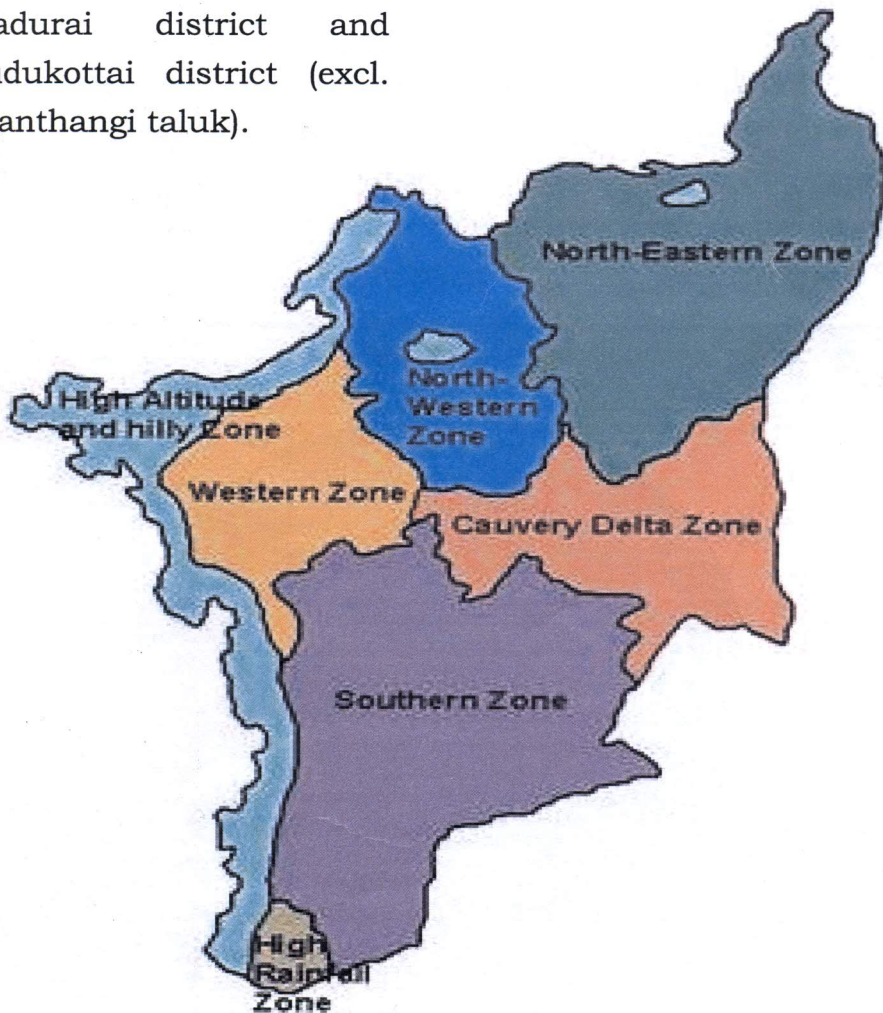 adurai district and
udukottai district (excl.
anthangi taluk).
North-Eastern Zone
North-
Western
Zone
High Altitude
and hilly Zone
Western Zone
Cauvery Delta Zone
Southern Zone
High
Rainfall
Zone